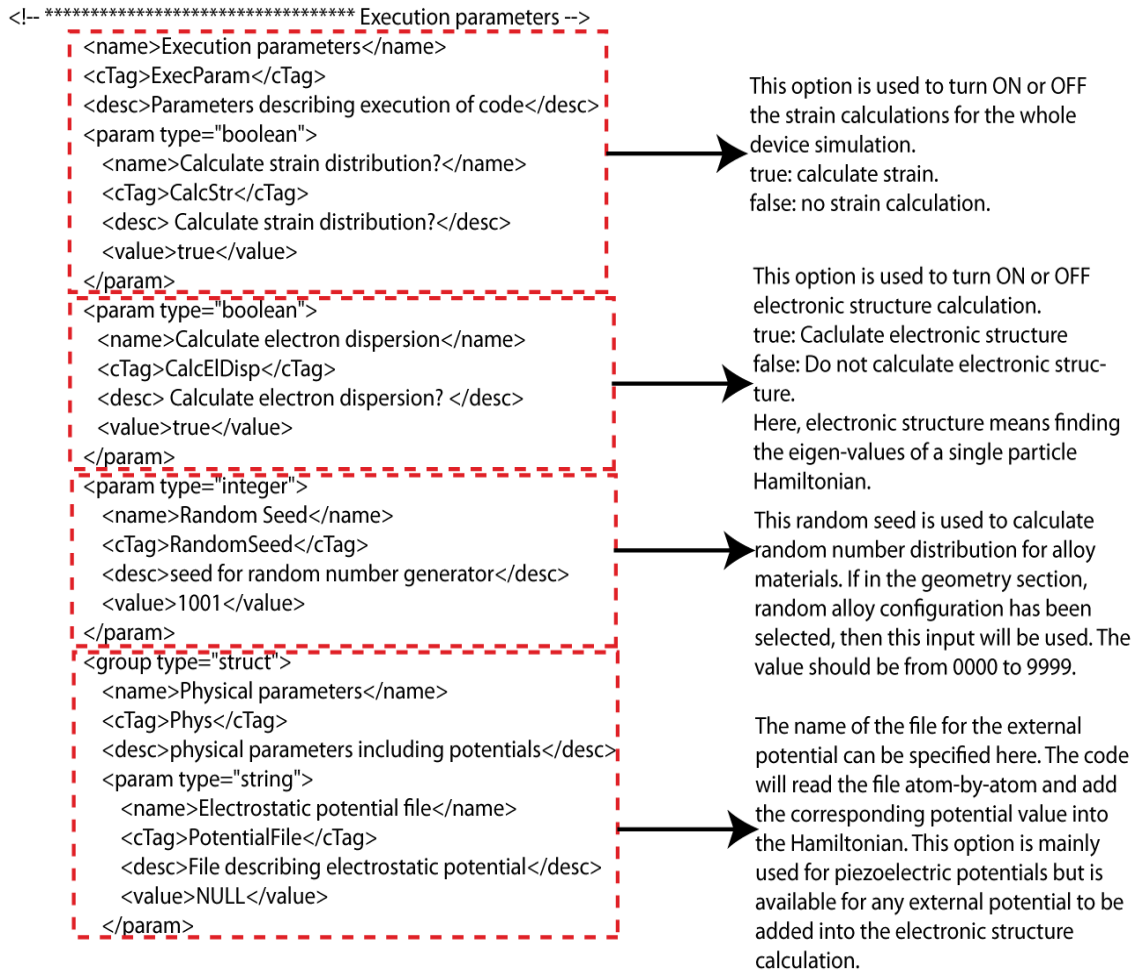 <!-- ********************************** Execution parameters -->
<name>Execution parameters</name>
<cTag>ExecParam</cTag>
<desc>Parameters describing execution of code</desc>
<param type="boolean">
<name>Calculate strain distribution?</name>
<cTag>CalcStr</cTag>
<desc> Calculate strain distribution?</desc>
<value>true</value>
</param>
This option is used to turn ON or OFF
the strain calculations for the whole
device simulation.
true: calculate strain.
false: no strain calculation.
<param type="boolean">
<name>Calculate electron dispersion</name>
<cTag>CalcElDisp</cTag>
<desc> Calculate electron dispersion? </desc>
<value>true</value>
</param>
This option is used to turn ON or OFF
electronic structure calculation.
true: Caclulate electronic structure
false: Do not calculate electronic struc-
ture.
Here, electronic structure means finding
the eigen-values of a single particle
Hamiltonian.
<param type="integer">
<name>Random Seed</name>
<cTag>RandomSeed</cTag>
<desc>seed for random number generator</desc>
<value>1001</value>
</param>
This random seed is used to calculate
random number distribution for alloy
materials. If in the geometry section,
random alloy configuration has been
selected, then this input will be used. The
value should be from 0000 to 9999.
<group type="struct">
<name>Physical parameters</name>
<cTag>Phys</cTag>
<desc>physical parameters including potentials</desc>
<param type="string">
<name>Electrostatic potential file</name>
<cTag>PotentialFile</cTag>
<desc>File describing electrostatic potential</desc>
<value>NULL</value>
</param>
The name of the file for the external
potential can be specified here. The code
will read the file atom-by-atom and add
the corresponding potential value into
the Hamiltonian. This option is mainly
used for piezoelectric potentials but is
available for any external potential to be
added into the electronic structure
calculation.